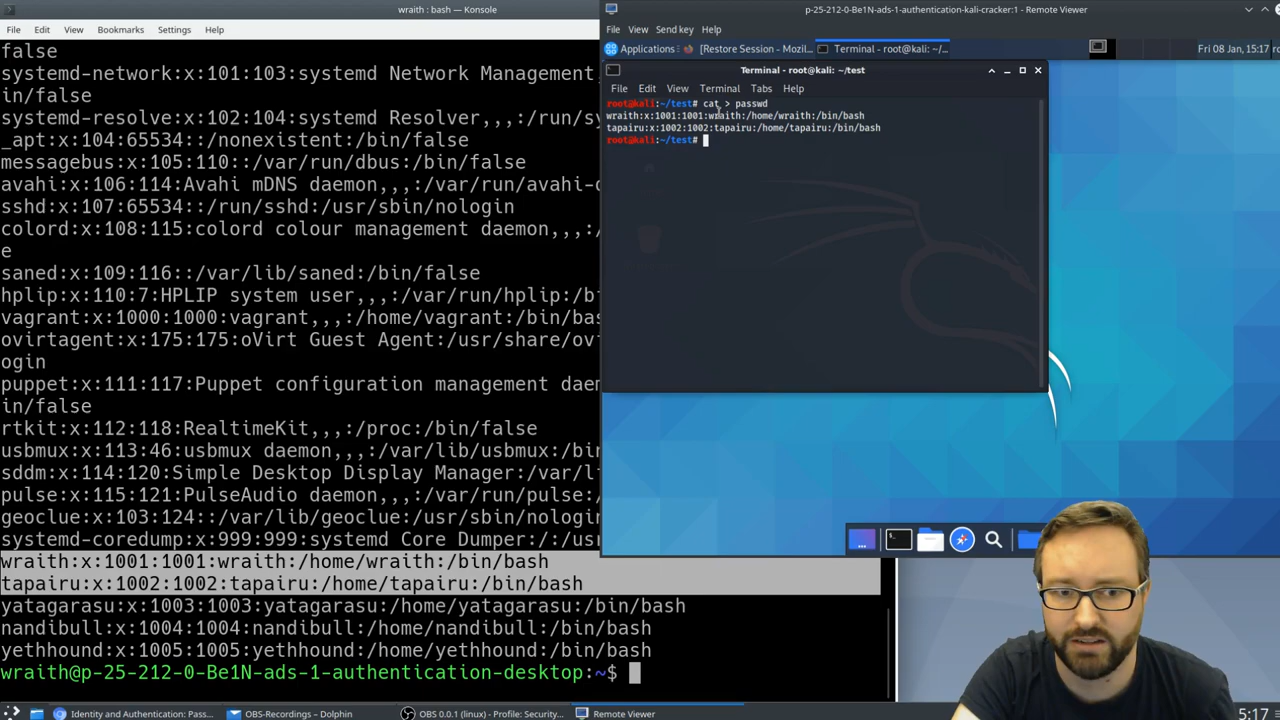 wraith : bash — Konsole
File Edit View Bookmarks Settings Help
false
systemd-network:x:101:103:systemd Network Management,
systemd-resolve:x:102:104:systemd Resolver,,,:/run/sy
_apt:x:104:65534::/nonexistent:/bin/false
messagebus:x:105:110::/var/run/dbus:/bin/false
avahi:x:106:114:Avahi mDNS daemon,,,:/var/run/avahi-d
sshd:x:107:65534::/run/sshd:/usr/sbin/nologin
colord:x:108:115:colord colour management daemon,,,:/
e
saned:x:109:116::/var/lib/saned:/bin/false
hplip:x:110:7:HPLIP system user,,,:/var/run/hplip:/bi
vagrant:x:1000:1000:vagrant,,,:/home/vagrant:/bin/bas
ovirtagent:x:175:175:oVirt Guest Agent:/usr/share/ov
ogin
puppet:x:111:117:Puppet configuration management daem
in/false
rtkit:x:112:118:RealtimeKit,,,:/proc:/bin/false
usbmux:x:113:46:usbmux daemon,,,:/var/lib/usbmux:/bin
sddm:x:114:120:Simple Desktop Display Manager:/var/li
pulse:x:115:121:PulseAudio daemon,,,:/var/run/pulse:/
geoclue:x:103:124::/var/lib/geoclue:/usr/sbin/nologin
systemd-coredump:x:999:999:systemd Core Dumper:/:/usr
wraith:x:1001:1001:wraith:/home/wraith:/bin/bash
tapairu:x:1002:1002:tapairu:/home/tapairu:/bin/bash
yatagarasu:x:1003:1003:yatagarasu:/home/yatagarasu:/bin/bash
nandibull:x:1004:1004:nandibull:/home/nandibull:/bin/bash
yethhound:x:1005:1005:yethhound:/home/yethhound:/bin/bash
wraith@p-25-212-0-Be1N-ads-1-authentication-desktop:~$
p-25-212-0-Be1N-ads-1-authentication-kali-cracker:1 - Remote Viewer
File View Send key Help
Applications [Restore Session - Mozil... Terminal - root@kali: ~/... Fri 08 Jan, 15:17
Terminal - root@kali: ~/test
File Edit View Terminal Tabs Help
root@kali:~/test# cat > passwd
wraith:x:1001:1001:wraith:/home/wraith:/bin/bash
tapairu:x:1002:1002:tapairu:/home/tapairu:/bin/bash
root@kali:~/test#
Identity and Authentication: Pass... OBS-Recordings – Dolphin OBS 0.0.1 (linux) - Profile: Security... Remote Viewer 5:17